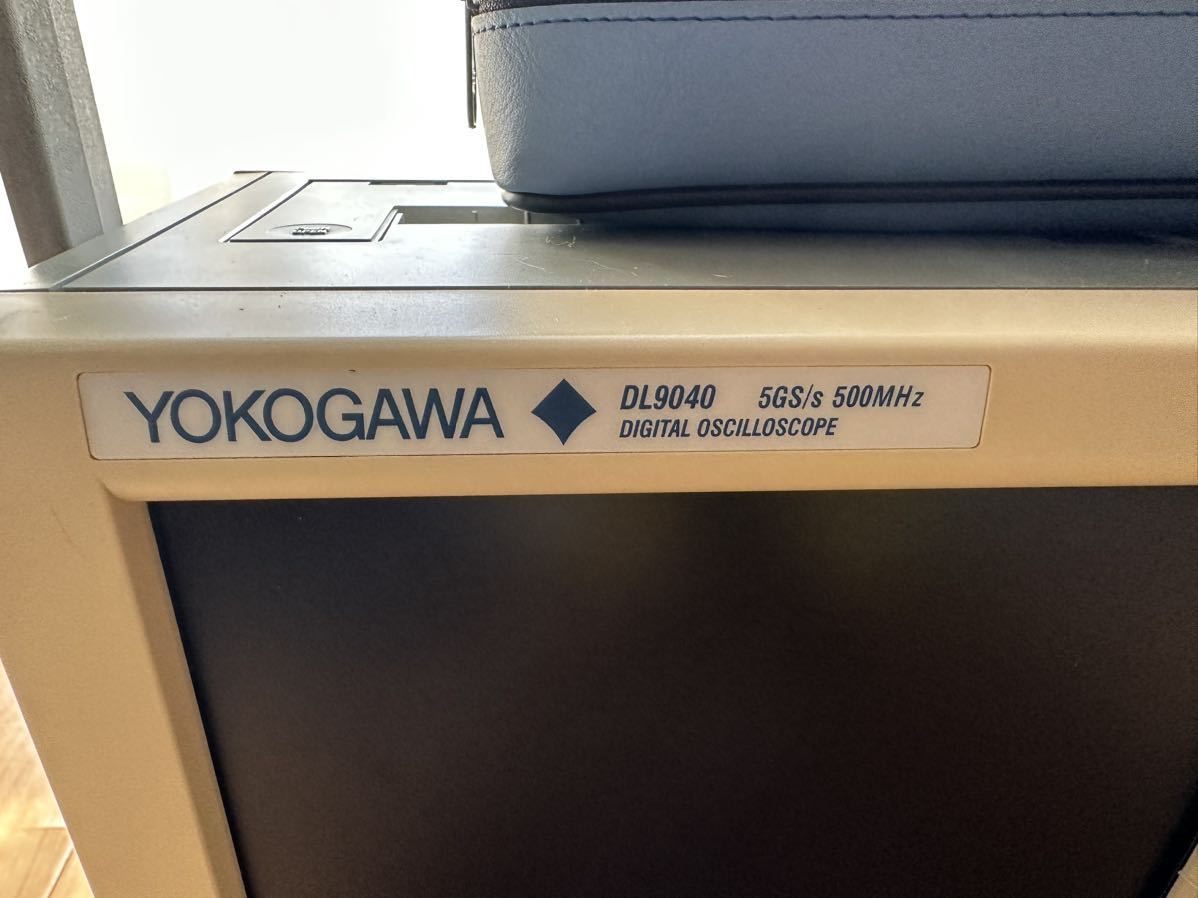 YOKOGAWA ◆ DL9040 5GS/s 500MHz
DIGITAL OSCILLOSCOPE